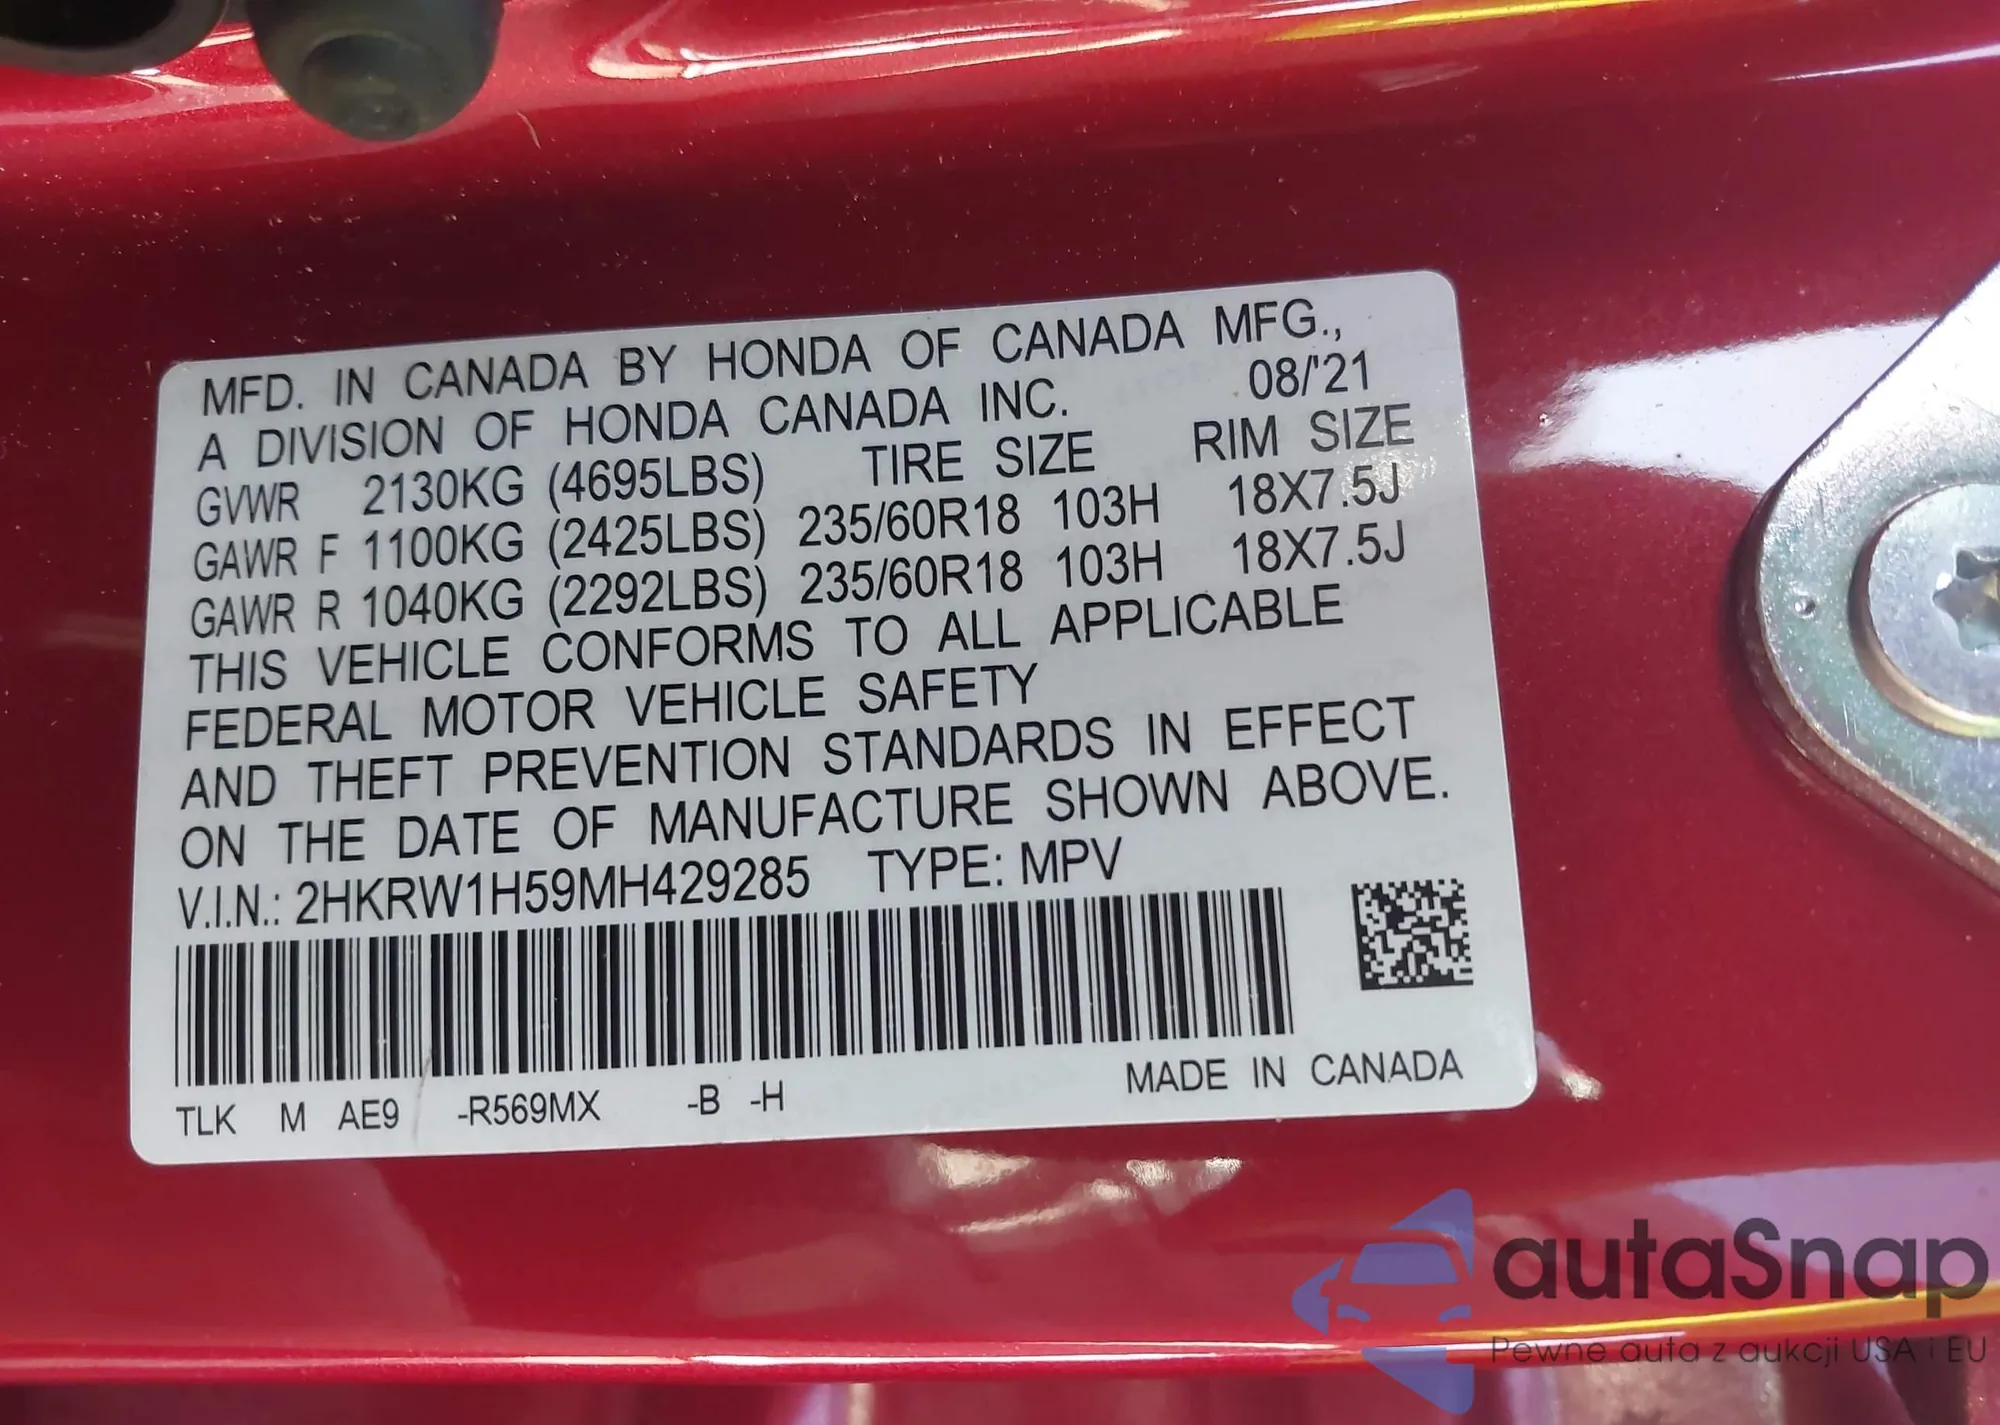 MFD. IN CANADA BY HONDA OF CANADA MFG.,
A DIVISION OF HONDA CANADA INC. 08/'21
GVWR 2130KG (4695LBS) TIRE SIZE RIM SIZE
GAWR F 1100KG (2425LBS) 235/60R18 103H 18X7.5J
GAWR R 1040KG (2292LBS) 235/60R18 103H 18X7.5J
THIS VEHICLE CONFORMS TO ALL APPLICABLE
FEDERAL MOTOR VEHICLE SAFETY
AND THEFT PREVENTION STANDARDS IN EFFECT
ON THE DATE OF MANUFACTURE SHOWN ABOVE.
V.I.N.: 2HKRW1H59MH429285 TYPE: MPV
TLK M AE9 -R569MX -B -H MADE IN CANADA
autaSnap
Pewne auta z aukcji USA i EU